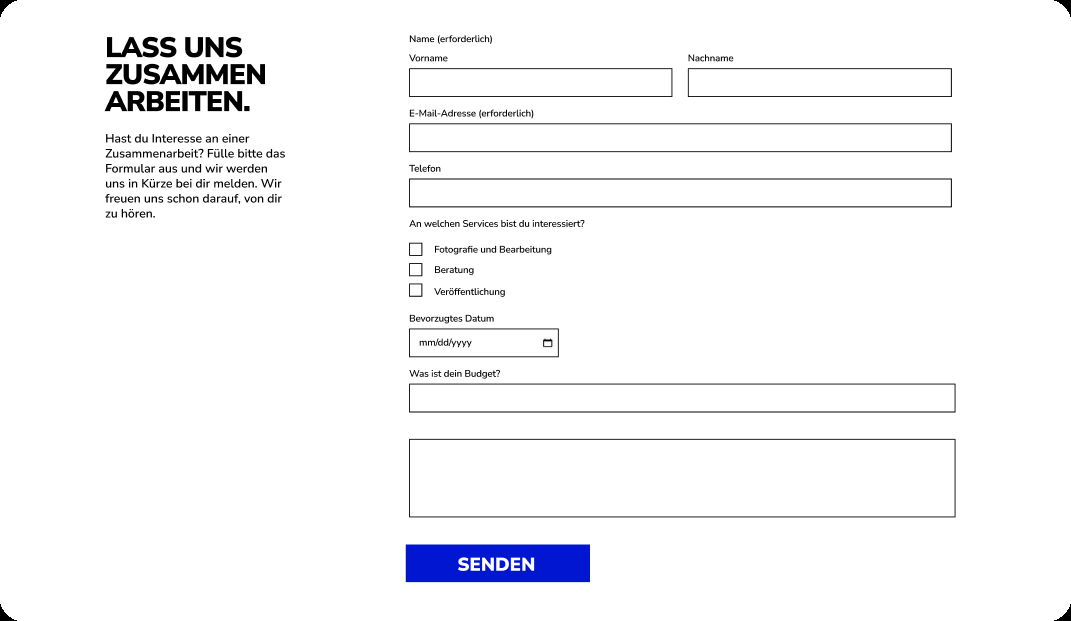 LASS UNS
ZUSAMMEN
ARBEITEN.
Hast du Interesse an einer
Zusammenarbeit? Fülle bitte das
Formular aus und wir werden
uns in Kürze bei dir melden. Wir
freuen uns schon darauf, von dir
zu hören.
Name (erforderlich)
Vorname
Nachname
E-Mail-Adresse (erforderlich)
Telefon
An welchen Services bist du interessiert?
Fotografie und Bearbeitung
Beratung
Veröffentlichung
Bevorzugtes Datum
mm/dd/yyyy
Was ist dein Budget?
SENDEN